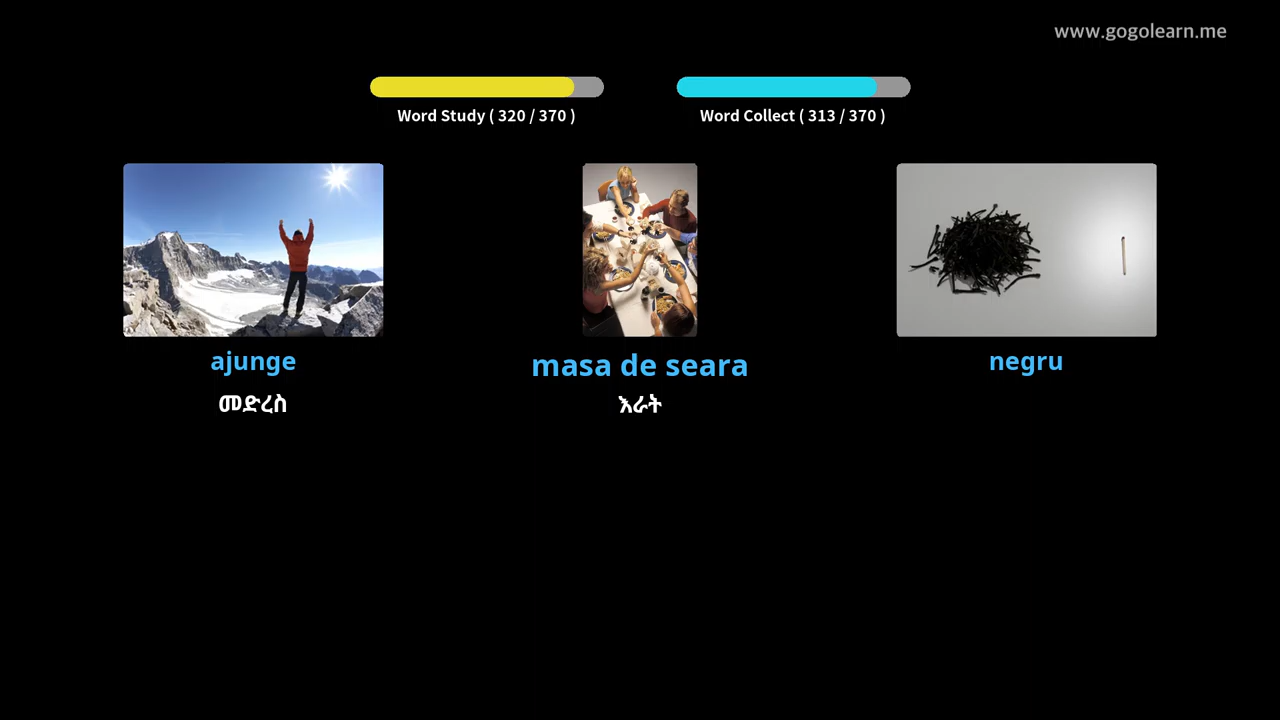 www.gogolearn.me
Word Study ( 320 / 370 )
Word Collect ( 313 / 370 )
ajunge
masa de seara
negru
መድረስ
እራት